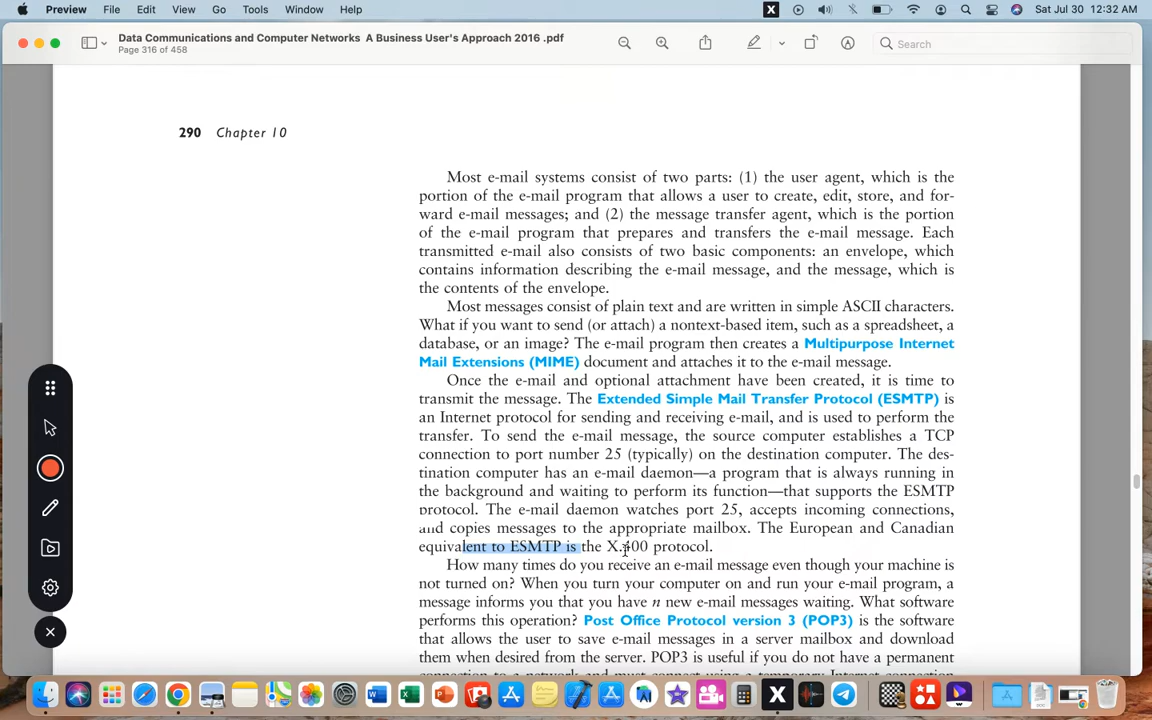 Preview File Edit View Go Tools Window Help X Sat Jul 30 12:32 AM
Data Communications and Computer Networks A Business User's Approach 2016 .pdf
Page 316 of 458
Search
290 Chapter 10
Most e-mail systems consist of two parts: (1) the user agent, which is the
portion of the e-mail program that allows a user to create, edit, store, and for-
ward e-mail messages; and (2) the message transfer agent, which is the portion
of the e-mail program that prepares and transfers the e-mail message. Each
transmitted e-mail also consists of two basic components: an envelope, which
contains information describing the e-mail message, and the message, which is
the contents of the envelope.
Most messages consist of plain text and are written in simple ASCII characters.
What if you want to send (or attach) a nontext-based item, such as a spreadsheet, a
database, or an image? The e-mail program then creates a Multipurpose Internet
Mail Extensions (MIME) document and attaches it to the e-mail message.
Once the e-mail and optional attachment have been created, it is time to
transmit the message. The Extended Simple Mail Transfer Protocol (ESMTP) is
an Internet protocol for sending and receiving e-mail, and is used to perform the
transfer. To send the e-mail message, the source computer establishes a TCP
connection to port number 25 (typically) on the destination computer. The des-
tination computer has an e-mail daemon—a program that is always running in
the background and waiting to perform its function—that supports the ESMTP
protocol. The e-mail daemon watches port 25, accepts incoming connections,
and copies messages to the appropriate mailbox. The European and Canadian
equivalent to ESMTP is the X.400 protocol.
How many times do you receive an e-mail message even though your machine is
not turned on? When you turn your computer on and run your e-mail program, a
message informs you that you have n new e-mail messages waiting. What software
performs this operation? Post Office Protocol version 3 (POP3) is the software
that allows the user to save e-mail messages in a server mailbox and download
them when desired from the server. POP3 is useful if you do not have a permanent